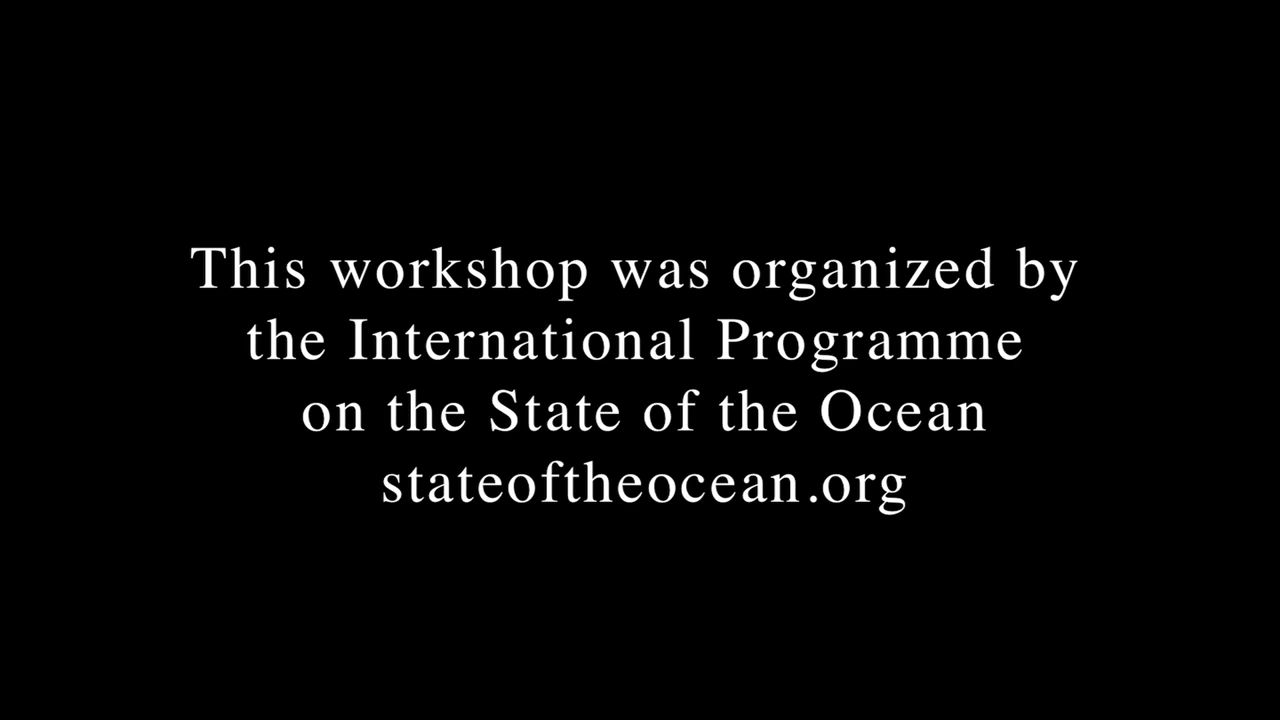 This workshop was organized by
the International Programme
on the State of the Ocean
stateoftheocean.org